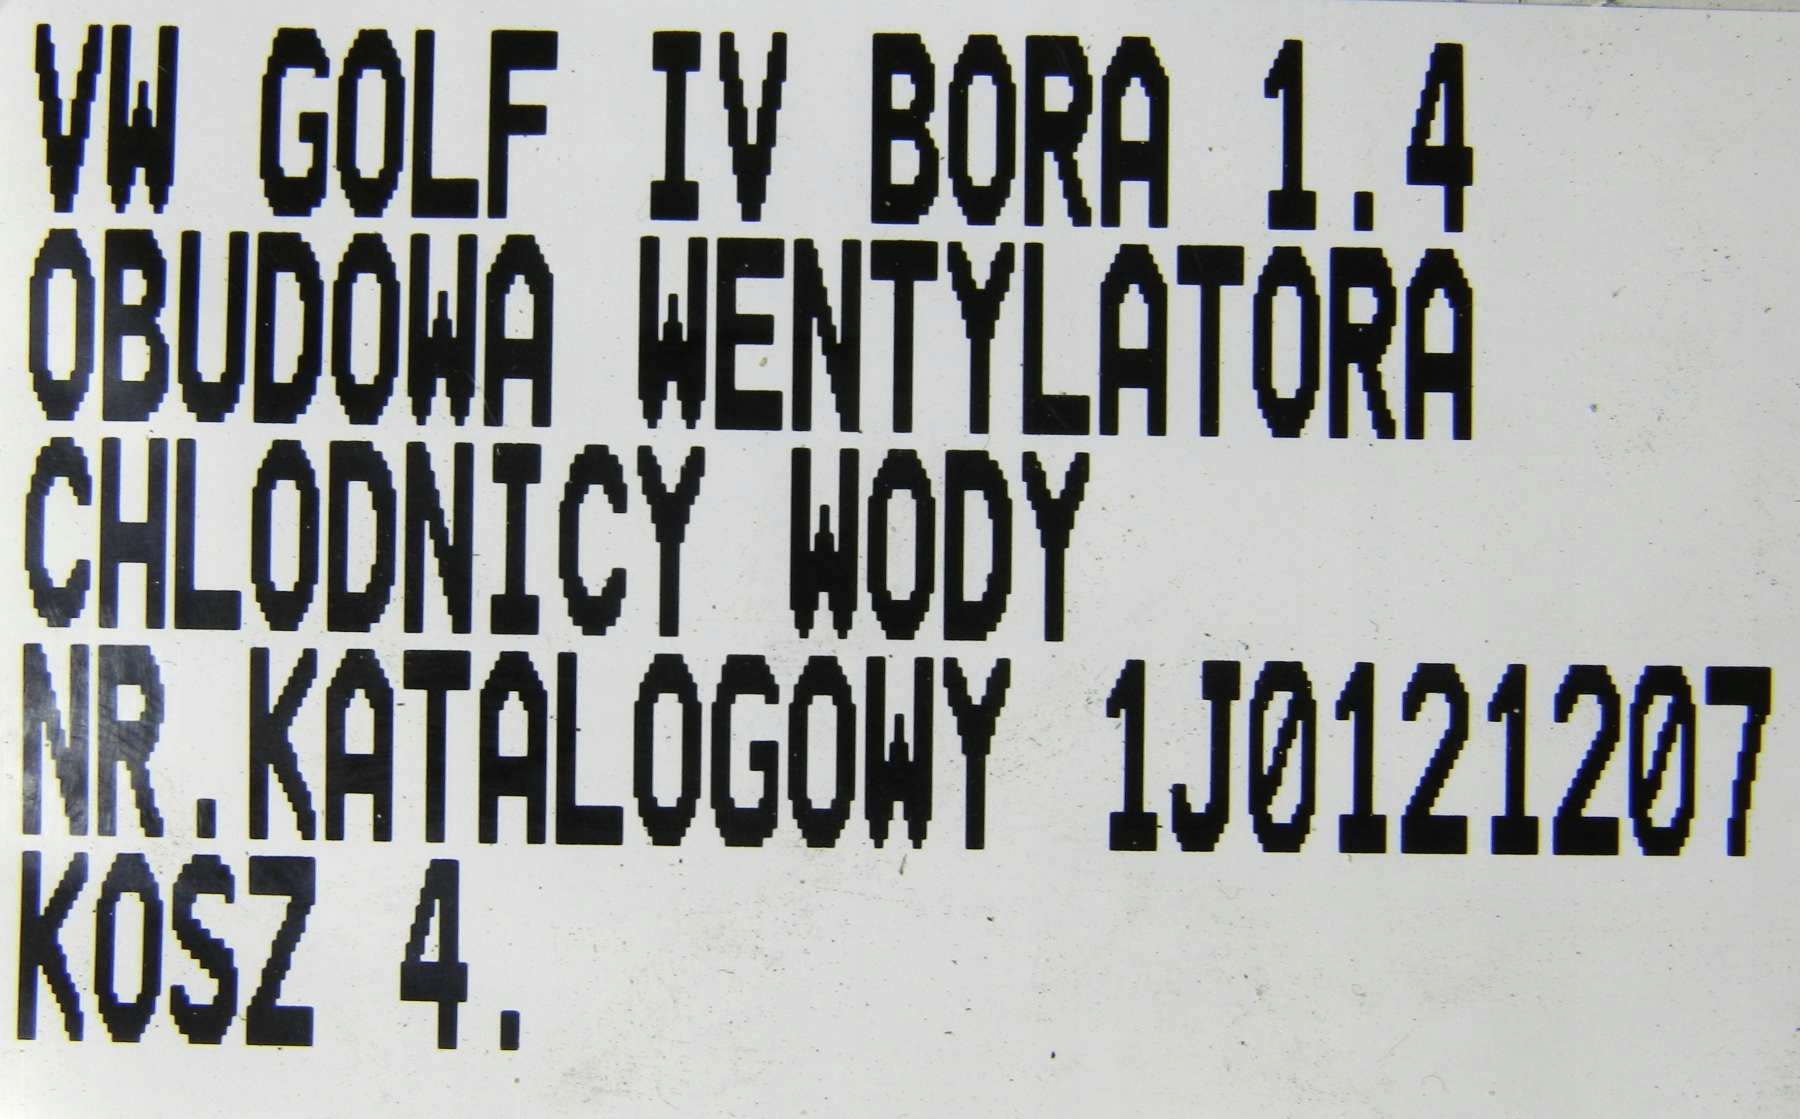 VW GOLF IV BORA 1.4
OBUDOWA WENTYLATORA
CHLODNICY WODY
NR.KATALOGOWY 1J0121207
KOSZ 4.